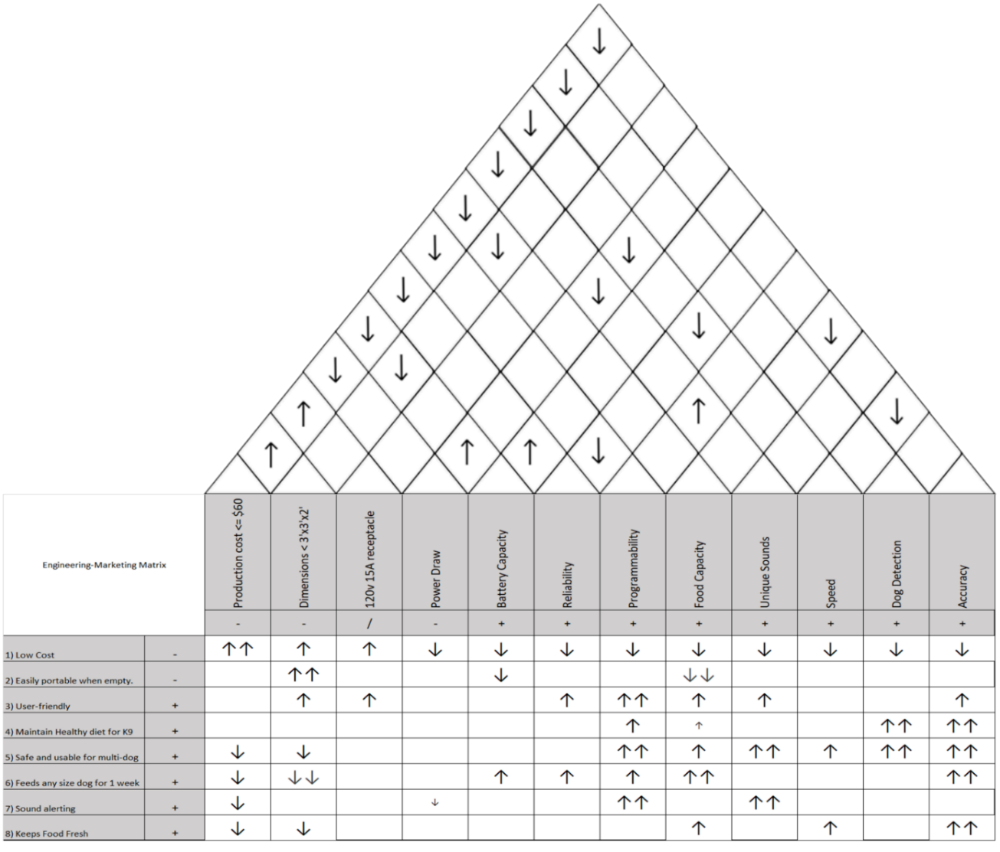 Engineering-Marketing Matrix
Production cost <= $60
Dimensions < 3'x3'x2'
120v 15A receptacle
Power Draw
Battery Capacity
Reliability
Programmability
Food Capacity
Unique Sounds
Speed
Dog Detection
Accuracy
- - / - + + + + + + + +
1) Low Cost - ↑↑ ↑ ↑ ↓ ↓ ↓ ↓ ↓ ↓ ↓ ↓ ↓
2) Easily portable when empty. - ↑↑ ↓ ↓↓
3) User-friendly + ↑ ↑ ↑ ↑↑ ↑ ↑ ↑
4) Maintain Healthy diet for K9 + ↑ ↑ ↑↑ ↑↑
5) Safe and usable for multi-dog + ↓ ↓ ↑↑ ↑ ↑↑ ↑ ↑↑ ↑↑
6) Feeds any size dog for 1 week + ↓ ↓↓ ↑ ↑ ↑ ↑↑ ↑↑
7) Sound alerting + ↓ ↓ ↑↑ ↑↑
8) Keeps Food Fresh + ↓ ↓ ↑ ↑ ↑↑